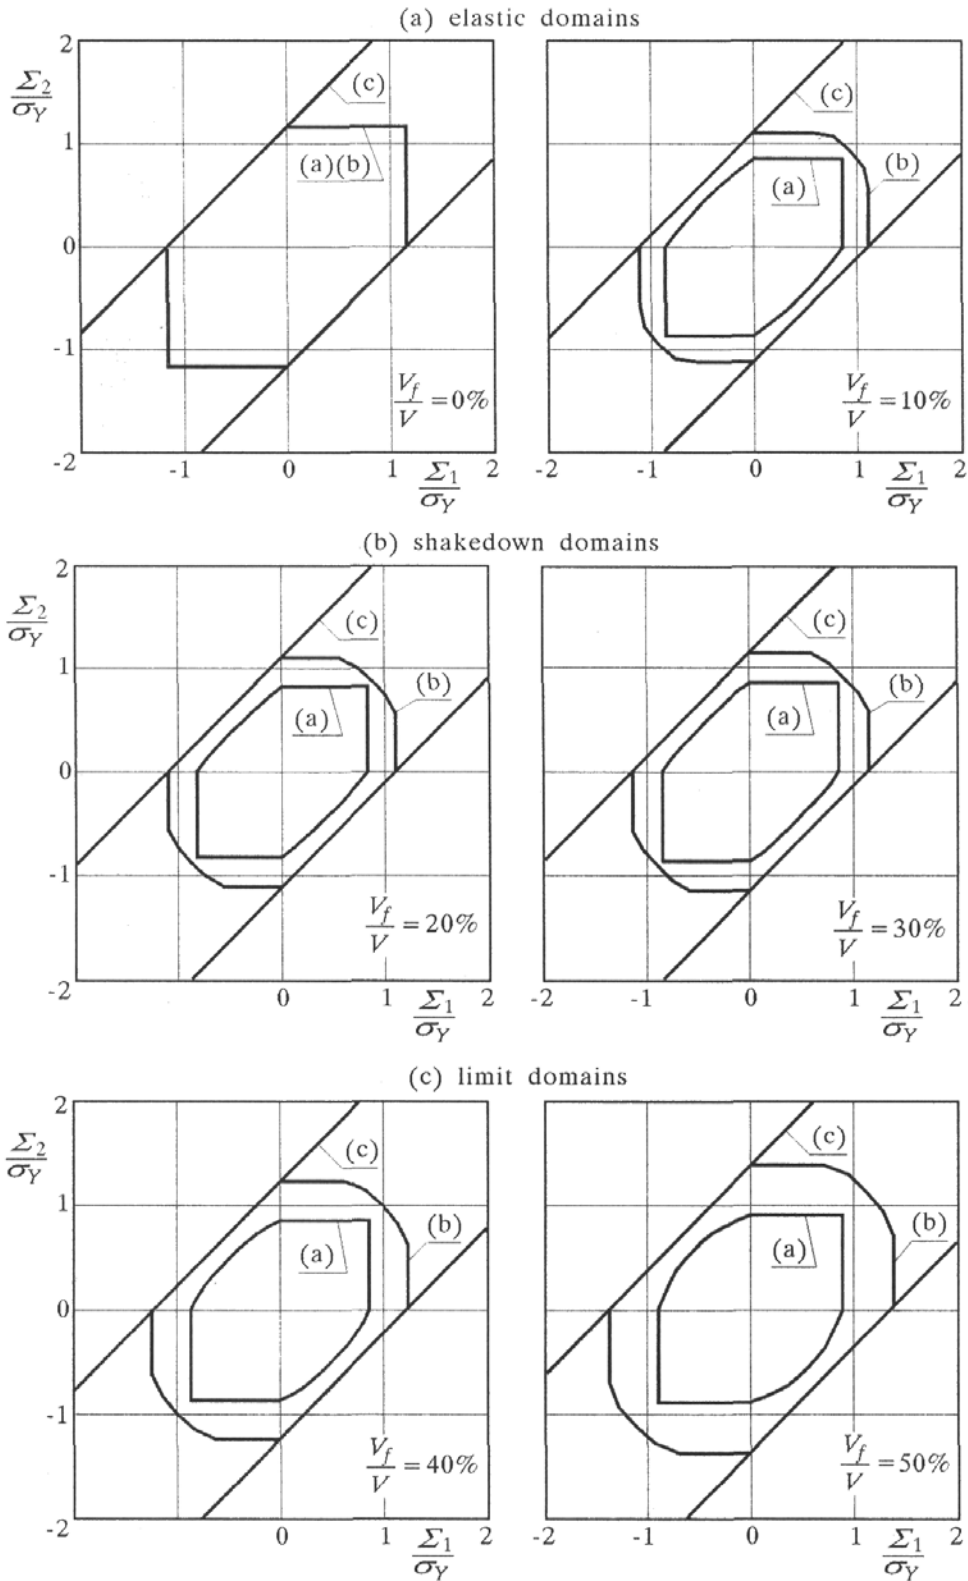 (a) elastic domains
2
Σ2/σY
1
0
-1
-2
-1
0
1
2
Σ1/σY
(c)
(a)(b)
Vf/V =0%
-2
-1
0
1
2
Σ1/σY
(c)
(b)
(a)
Vf/V =10%
(b) shakedown domains
2
Σ2/σY
1
0
-1
-2
0
1
2
Σ1/σY
(c)
(b)
(a)
Vf/V =20%
-2
-1
0
1
2
Σ1/σY
(c)
(b)
(a)
Vf/V =30%
(c) limit domains
2
Σ2/σY
1
0
-1
-2
0
1
2
Σ1/σY
(c)
(b)
(a)
Vf/V =40%
-2
-1
0
1
2
Σ1/σY
(c)
(b)
(a)
Vf/V =50%